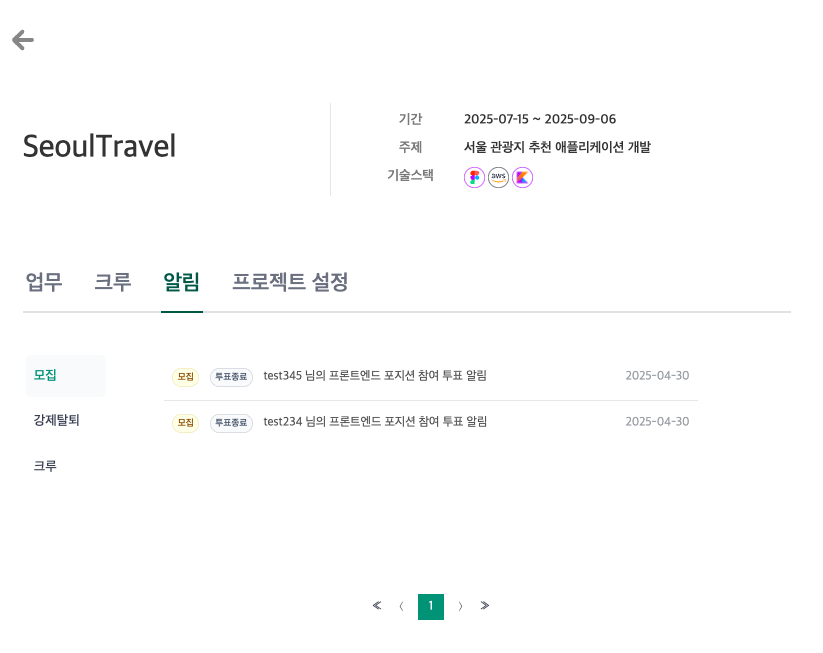 SeoulTravel
기간 2025-07-15 ~ 2025-09-06
주제 서울 관광지 추천 애플리케이션 개발
기술스택 aws
업무 크루 알림 프로젝트 설정
모집
강제탈퇴
크루
모집 투표종료 test345 님의 프론트엔드 포지션 참여 투표 알림 2025-04-30
모집 투표종료 test234 님의 프론트엔드 포지션 참여 투표 알림 2025-04-30
≪ 〈 1 〉 ≫